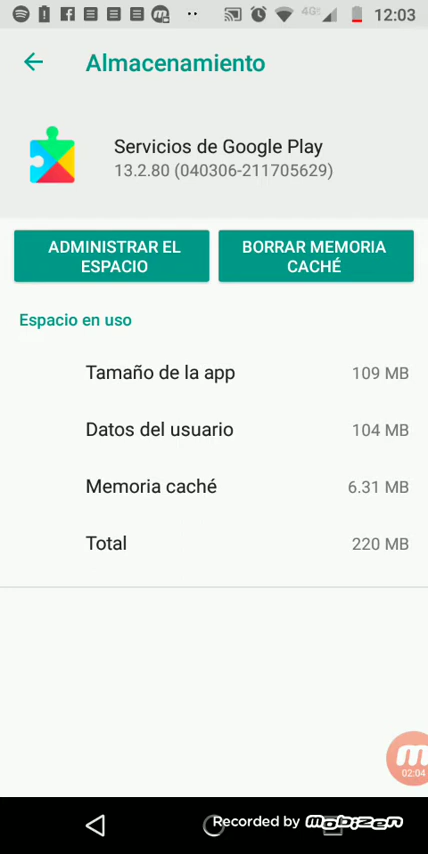 4G
12:03
Almacenamiento
Servicios de Google Play
13.2.80 (040306-211705629)
ADMINISTRAR EL
ESPACIO
BORRAR MEMORIA
CACHÉ
Espacio en uso
Tamaño de la app 109 MB
Datos del usuario 104 MB
Memoria caché 6.31 MB
Total 220 MB
02:04
Recorded by mobizen